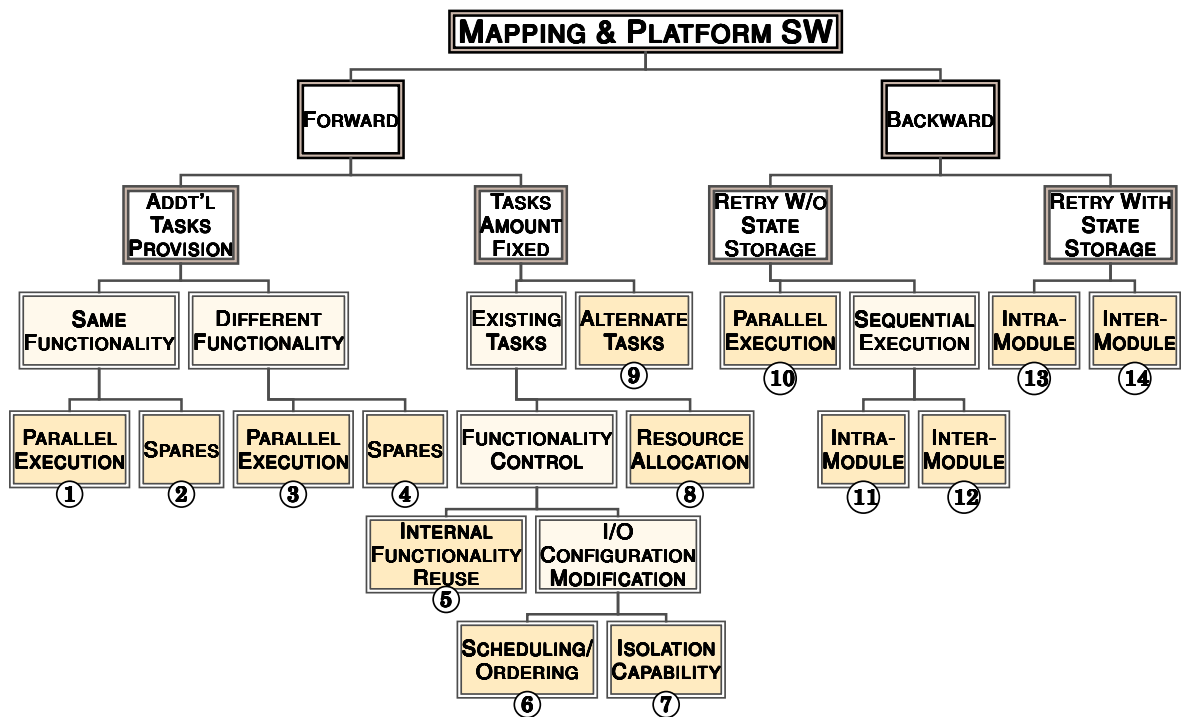 MAPPING & PLATFORM SW
FORWARD
BACKWARD
ADDT'L
TASKS
PROVISION
TASKS
AMOUNT
FIXED
RETRY W/O
STATE
STORAGE
RETRY WITH
STATE
STORAGE
SAME
FUNCTIONALITY
DIFFERENT
FUNCTIONALITY
EXISTING
TASKS
ALTERNATE
TASKS
9
PARALLEL
EXECUTION
10
SEQUENTIAL
EXECUTION
INTRA-
MODULE
13
INTER-
MODULE
14
PARALLEL
EXECUTION
1
SPARES
2
PARALLEL
EXECUTION
3
SPARES
4
FUNCTIONALITY
CONTROL
RESOURCE
ALLOCATION
8
INTRA-
MODULE
11
INTER-
MODULE
12
INTERNAL
FUNCTIONALITY
REUSE
5
I/O
CONFIGURATION
MODIFICATION
SCHEDULING/
ORDERING
6
ISOLATION
CAPABILITY
7